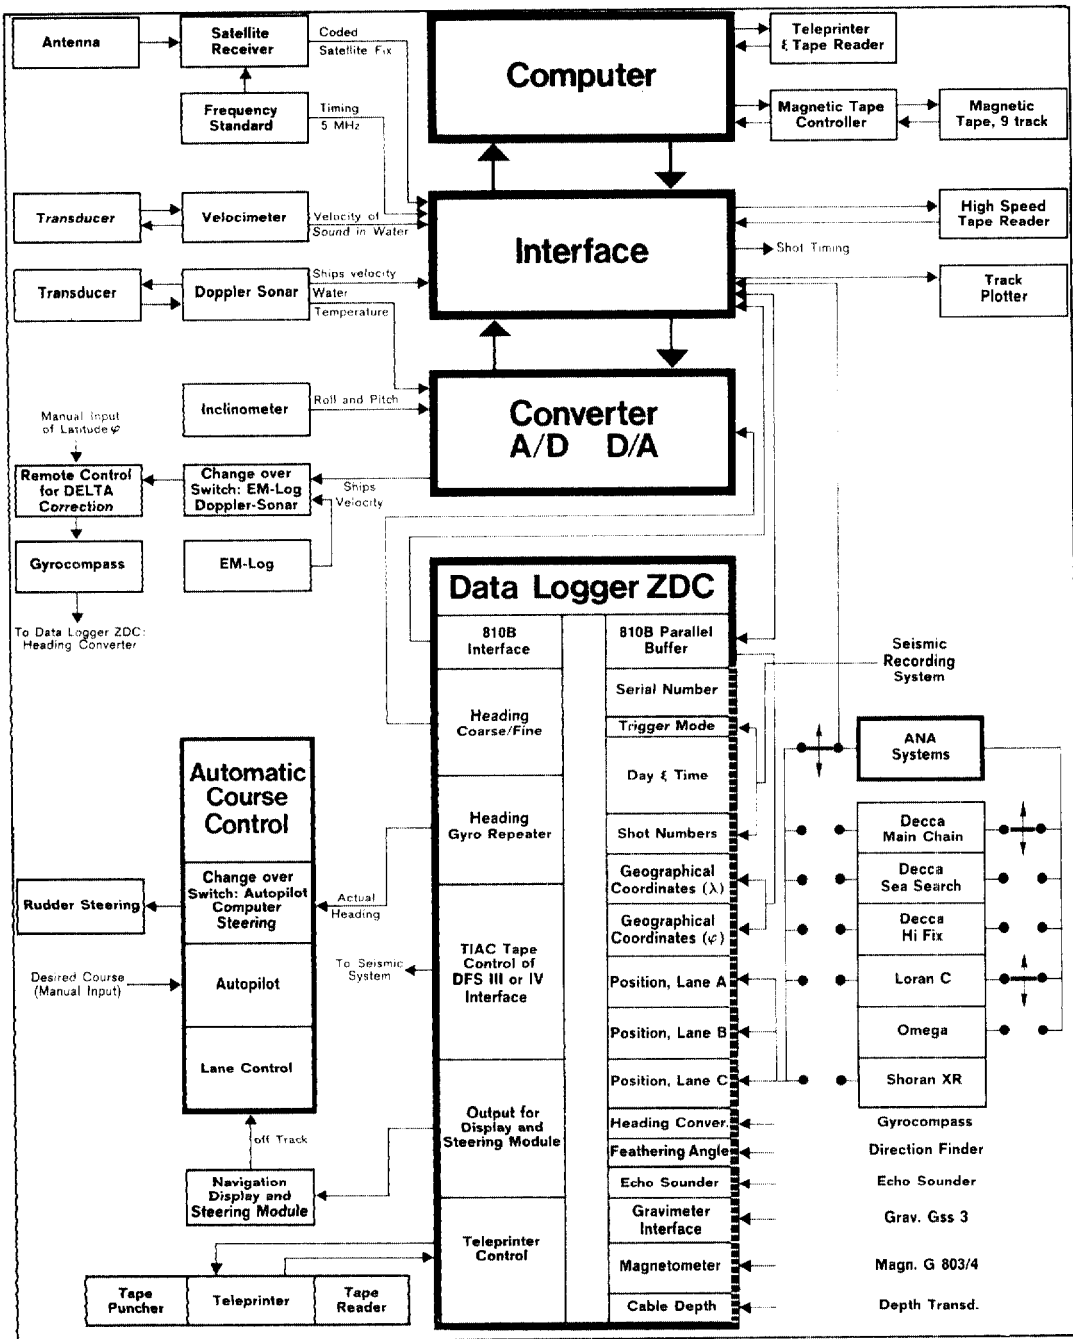 Antenna
Satellite
Receiver
Coded
Satellite Fix
Computer
Teleprinter
ξ Tape Reader
Frequency
Standard
Timing
5 MHz
Magnetic Tape
Controller
Magnetic
Tape, 9 track
Transducer
Velocimeter
Velocity of
Sound in Water
Interface
High Speed
Tape Reader
Shot Timing
Transducer
Doppler Sonar
Ships velocity
Water
Temperature
Track
Plotter
Inclinometer
Roll and Pitch
Converter
A/D D/A
Manual Input
of Latitude φ
Remote Control
for DELTA
Correction
Change over
Switch: EM-Log
Doppler-Sonar
Ships
Velocity
Gyrocompass
EM-Log
To Data Logger ZDC:
Heading Converter
Data Logger ZDC
810B
Interface
810B Parallel
Buffer
Seismic
Recording
System
Serial Number
Heading
Coarse/Fine
Trigger Mode
Day ξ Time
ANA
Systems
Automatic
Course
Control
Heading
Gyro Repeater
Shot Numbers
Decca
Main Chain
Geographical
Coordinates (λ)
Decca
Sea Search
Rudder Steering
Change over
Switch: Autopilot
Computer
Steering
Actual
Heading
Geographical
Coordinates (φ)
Decca
Hi Fix
TIAC Tape
Control of
DFS III or IV
Interface
To Seismic
System
Desired Course
(Manual Input)
Autopilot
Position, Lane A
Loran C
Position, Lane B
Omega
Lane Control
Position, Lane C
Shoran XR
Output for
Display and
Steering Module
Heading Conver.
Gyrocompass
off Track
Feathering Angle
Direction Finder
Navigation
Display and
Steering Module
Echo Sounder
Echo Sounder
Gravimeter
Interface
Grav. Gss 3
Teleprinter
Control
Magnetometer
Magn. G 803/4
Tape
Puncher
Teleprinter
Tape
Reader
Cable Depth
Depth Transd.